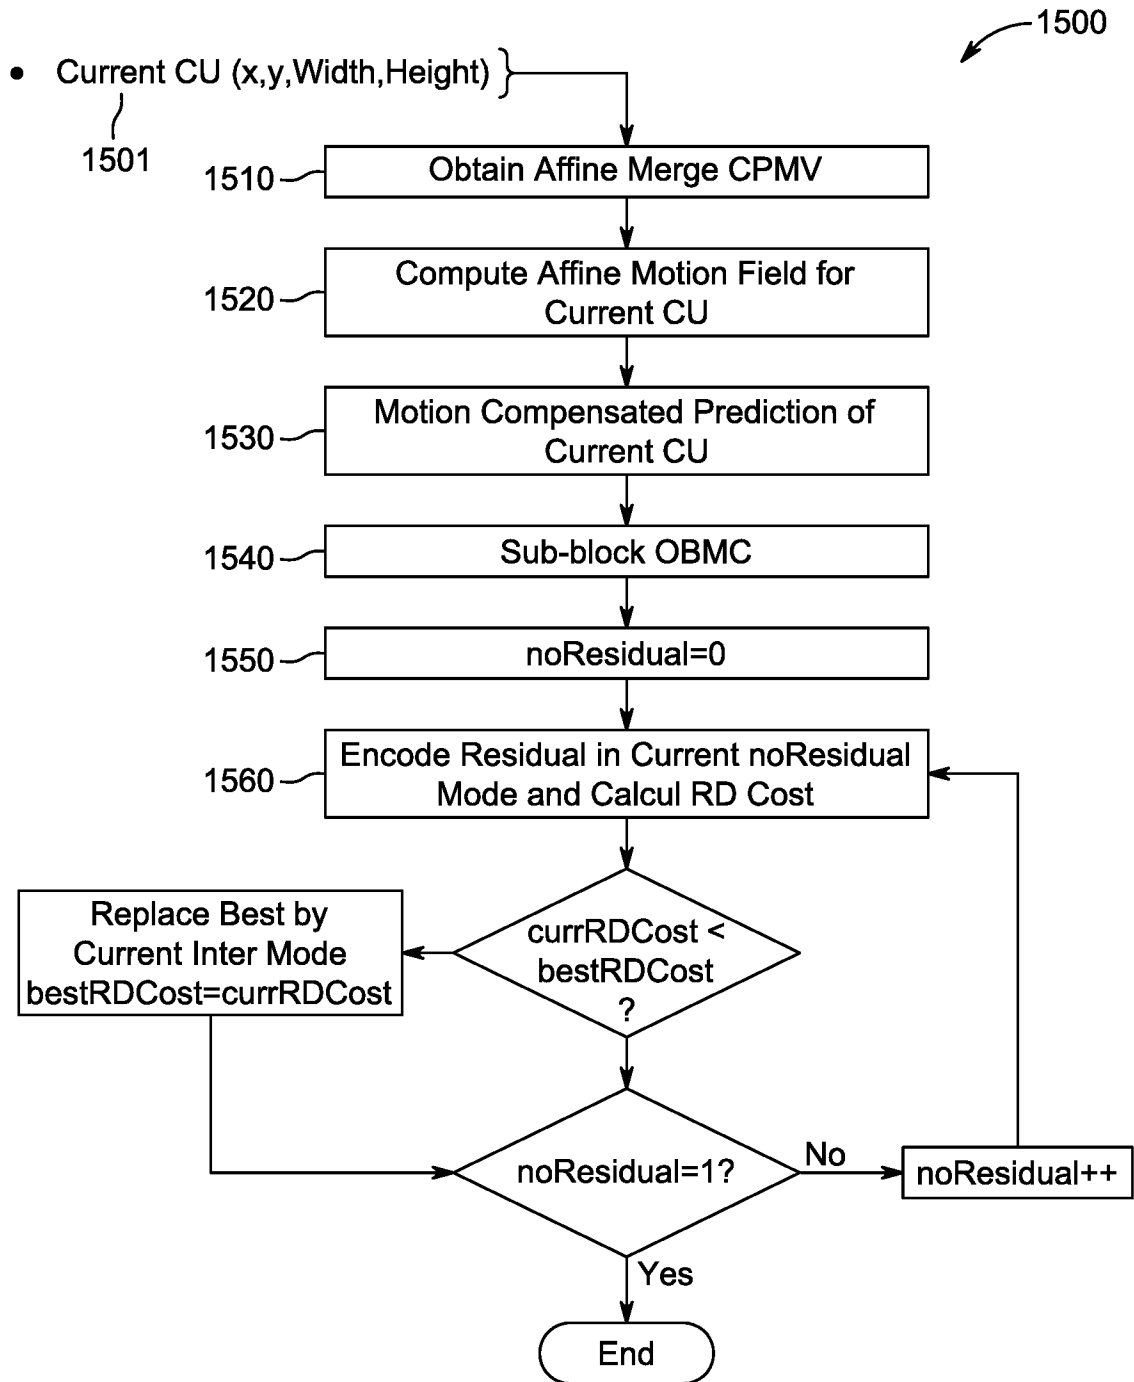 1500
• Current CU (x,y,Width,Height)}
1501
1510
Obtain Affine Merge CPMV
1520
Compute Affine Motion Field for
Current CU
1530
Motion Compensated Prediction of
Current CU
1540
Sub-block OBMC
1550
noResidual=0
1560
Encode Residual in Current noResidual
Mode and Calcul RD Cost
currRDCost <
bestRDCost
?
Replace Best by
Current Inter Mode
bestRDCost=currRDCost
noResidual=1?
No
noResidual++
Yes
End